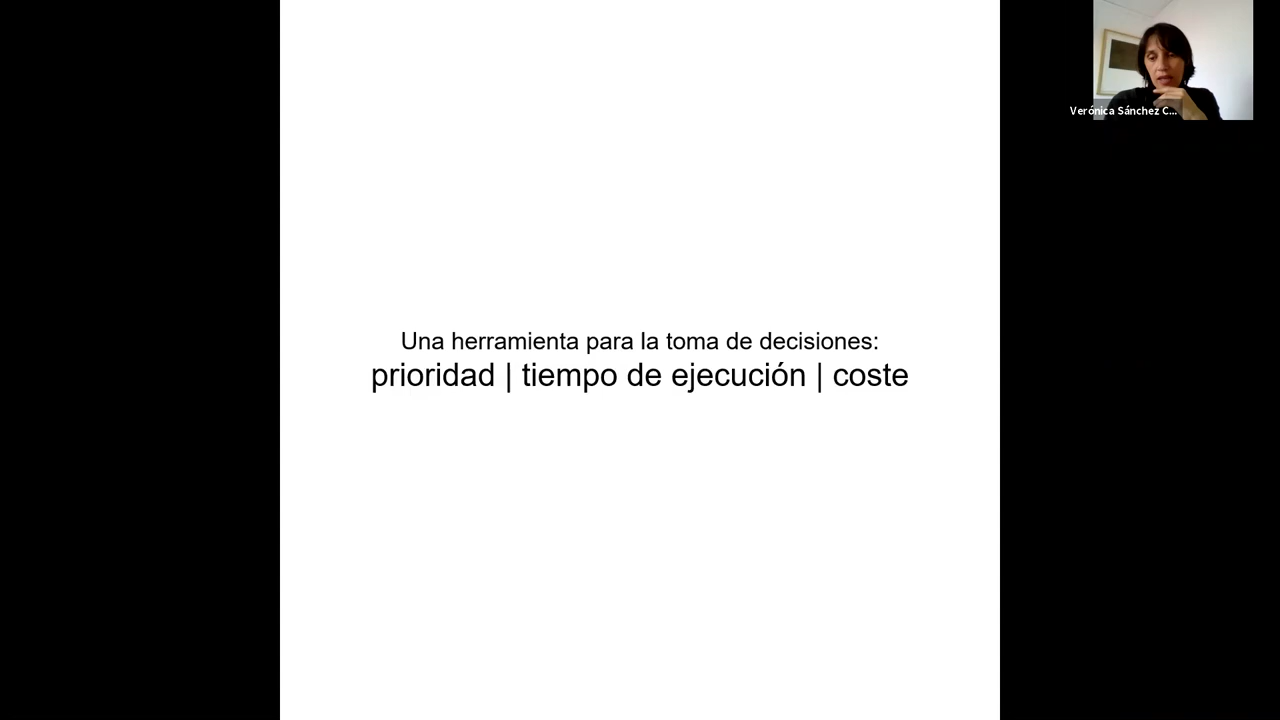 Verónica Sánchez C...
Una herramienta para la toma de decisiones:
prioridad | tiempo de ejecución | coste